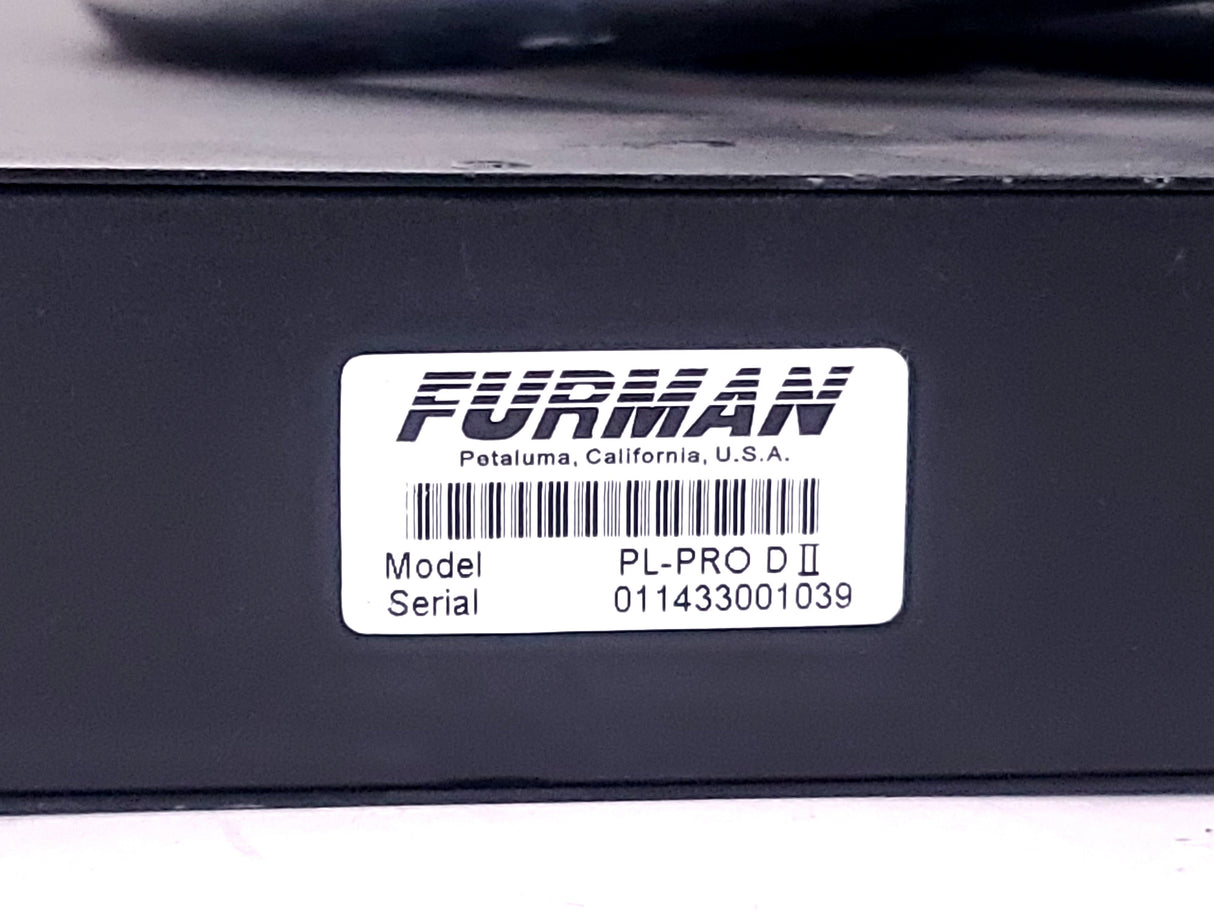 FURMAN
Petaluma, California, U.S.A.
Model PL-PRO D II
Serial 011433001039